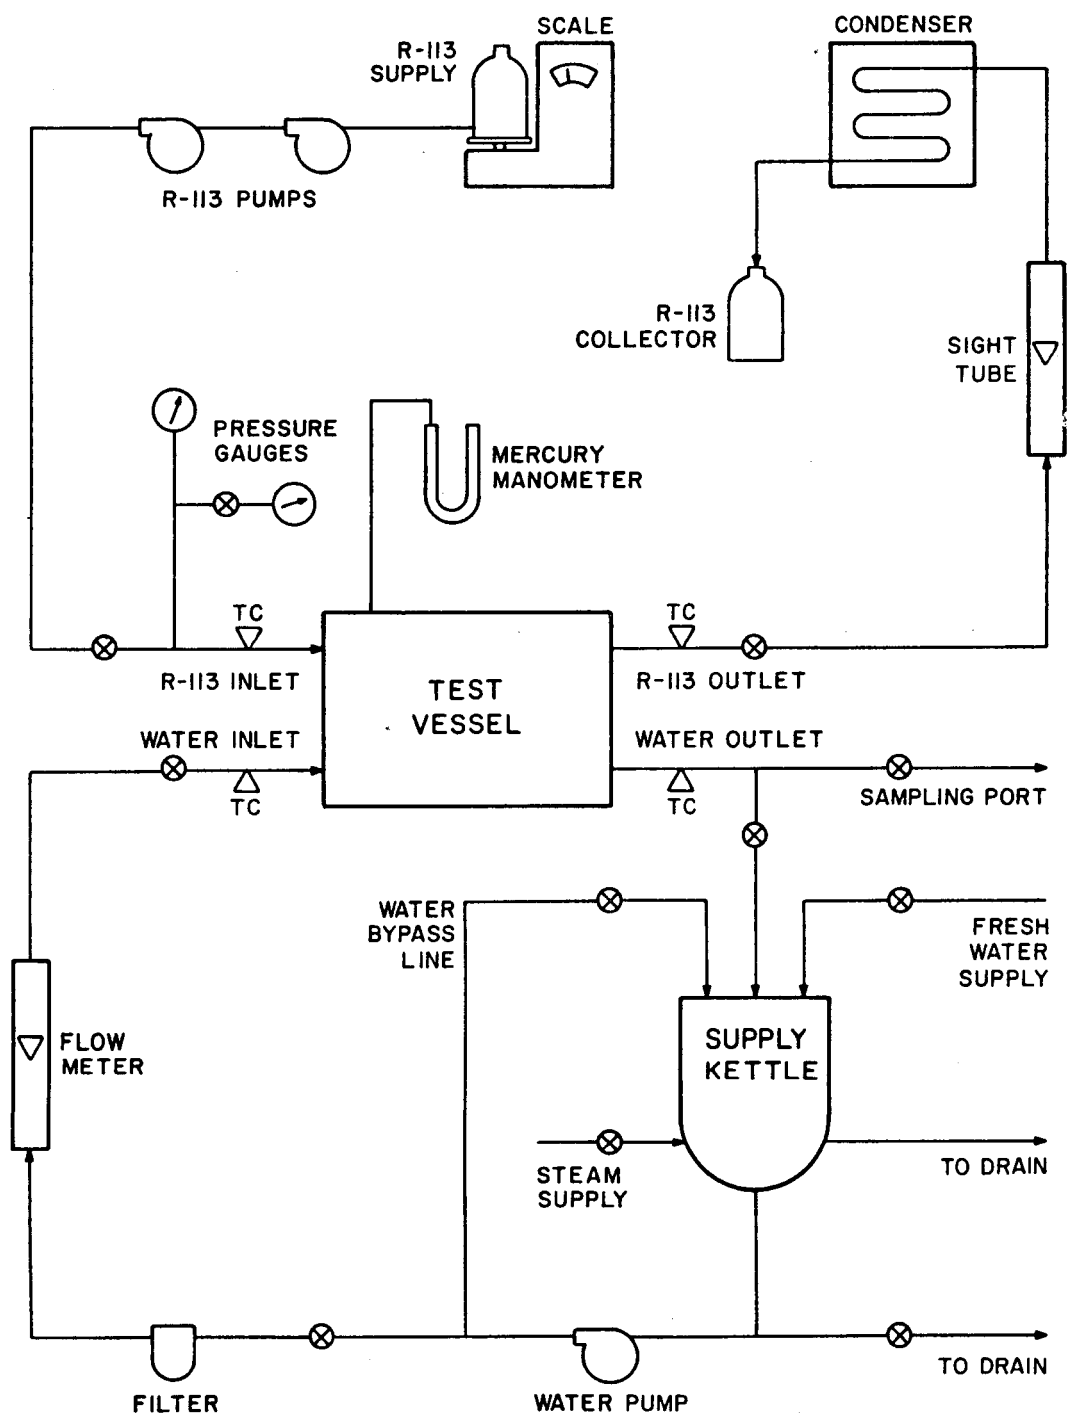 SCALE
CONDENSER
R-113
SUPPLY
R-113 PUMPS
R-113
COLLECTOR
SIGHT
TUBE
PRESSURE
GAUGES
MERCURY
MANOMETER
TC
TC
R-113 INLET
R-113 OUTLET
TEST
VESSEL
WATER INLET
WATER OUTLET
TC
TC
SAMPLING PORT
WATER
BYPASS
LINE
FRESH
WATER
SUPPLY
FLOW
METER
SUPPLY
KETTLE
STEAM
SUPPLY
TO DRAIN
TO DRAIN
FILTER
WATER PUMP